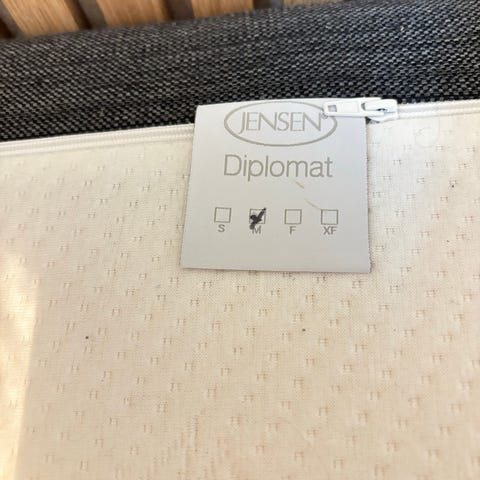 JENSEN
Diplomat
S M F XF